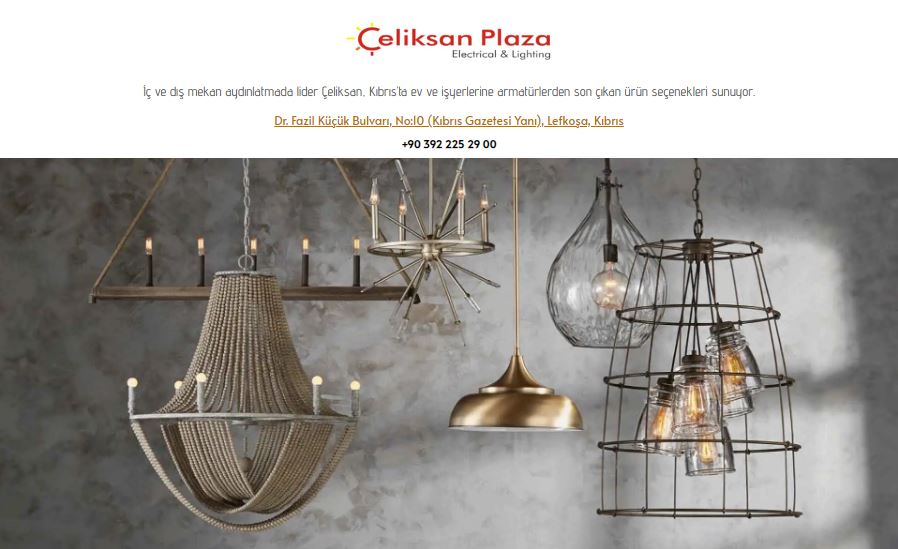 Çeliksan Plaza
Electrical & Lighting
İç ve dış mekan aydınlatmada lider Çeliksan, Kıbrıs'ta ev ve işyerlerine armatürlerden son çıkan ürün seçenekleri sunuyor.
Dr. Fazil Küçük Bulvarı, No:10 (Kıbrıs Gazetesi Yanı), Lefkoşa, Kıbrıs
+90 392 225 29 00